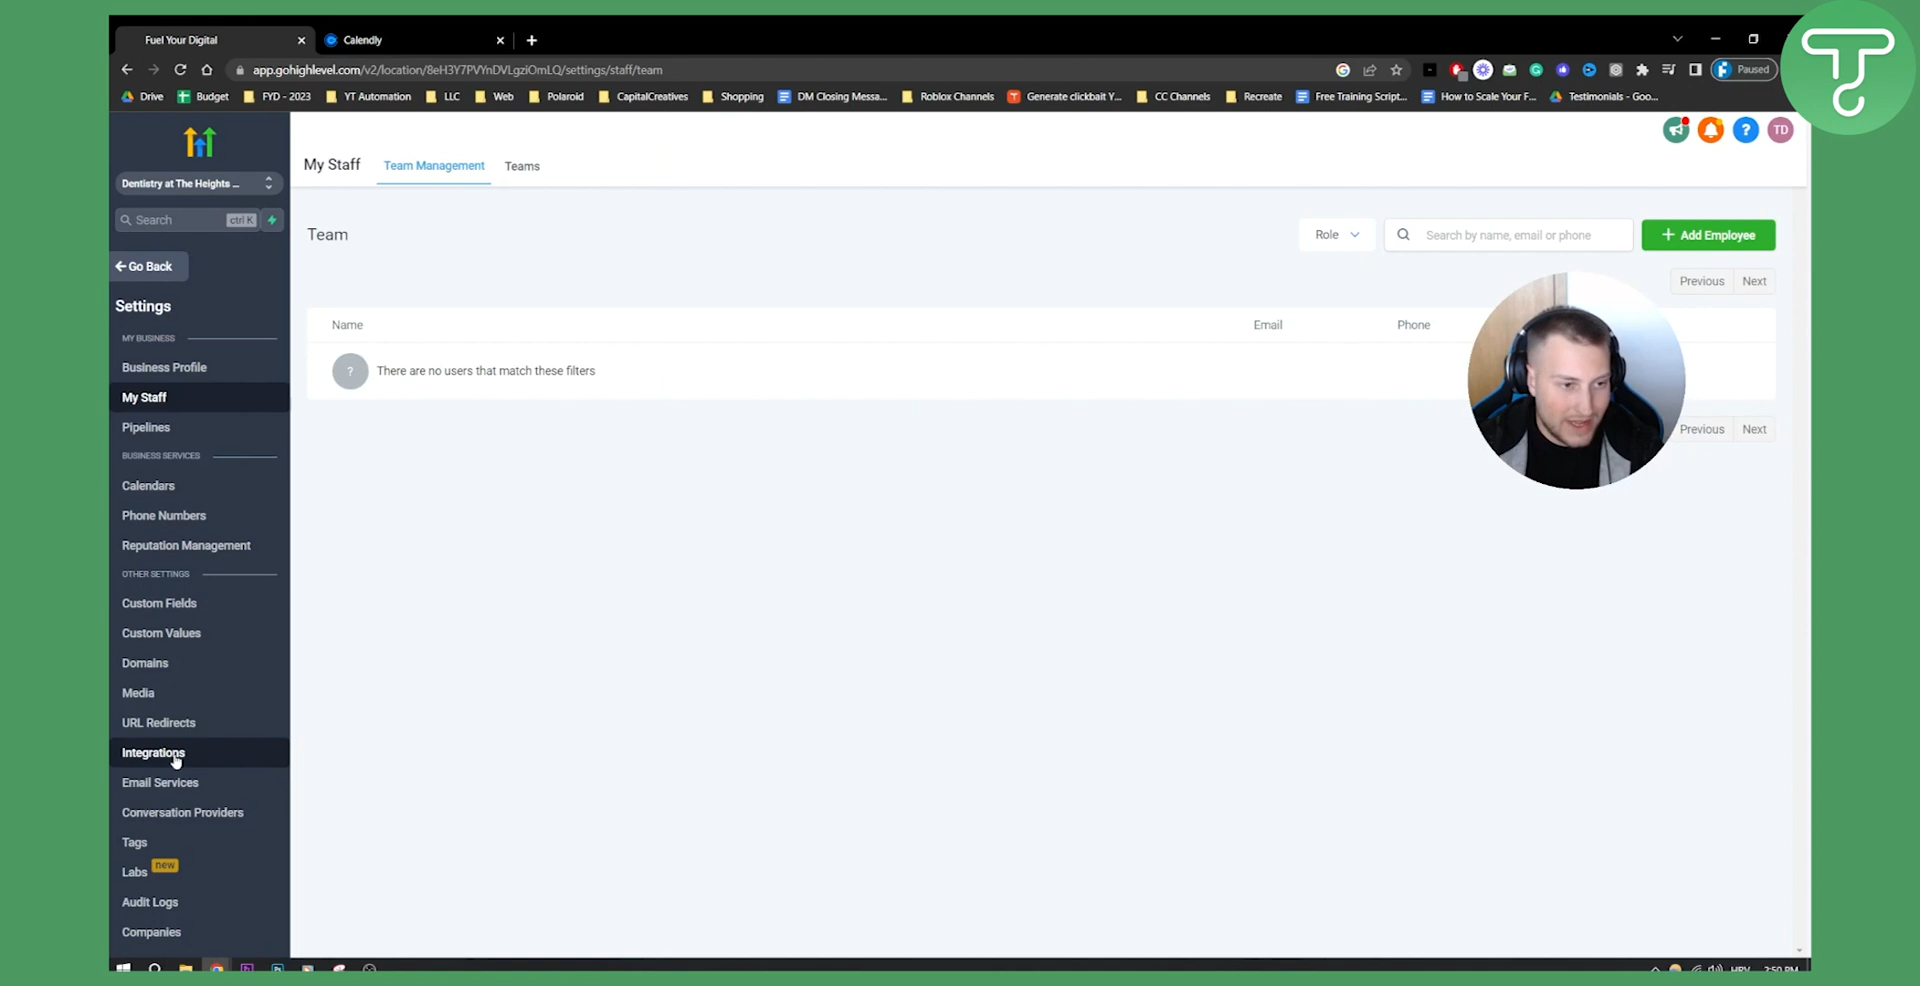 Fuel Your Digital
Calendly
app.gohighlevel.com/v2/location/8eH3Y7PVYnDVLgziOmLQ/settings/staff/team
Paused
Drive Budget FYD - 2023 YT Automation LLC Web Polaroid CapitalCreatives Shopping DM Closing Messa... Roblox Channels Generate clickbait Y... CC Channels Recreate Free Training Script... How to Scale Your F... Testimonials - Goo...
TD
My Staff Team Management Teams
Dentistry at The Heights ...
Search ctrl K
Team Role Search by name, email or phone + Add Employee
Go Back
Previous Next
Settings
Name Email Phone
MY BUSINESS
Business Profile
There are no users that match these filters
My Staff
Pipelines
Previous Next
BUSINESS SERVICES
Calendars
Phone Numbers
Reputation Management
OTHER SETTINGS
Custom Fields
Custom Values
Domains
Media
URL Redirects
Integrations
Email Services
Conversation Providers
Tags
Labs new
Audit Logs
Companies
HRV 2:50 PM